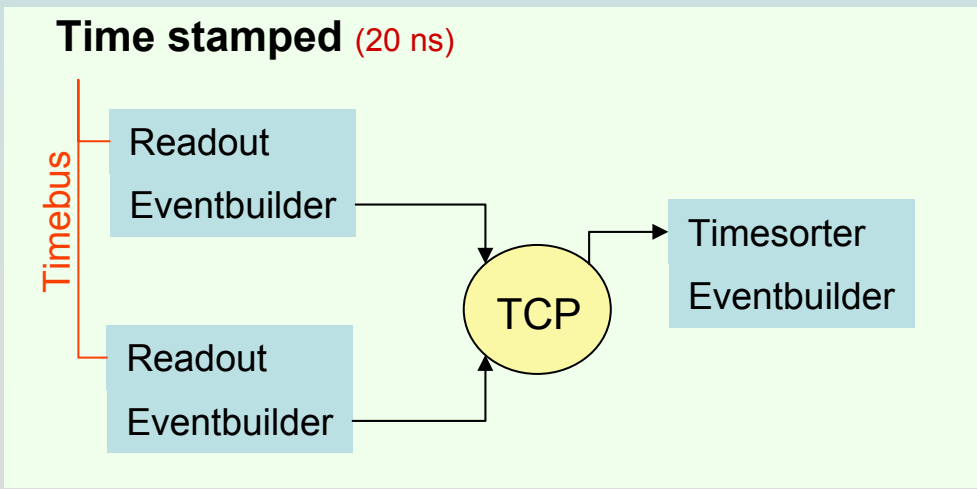 Time stamped (20 ns)
Timebus
Readout
Eventbuilder
TCP
Timesorter
Eventbuilder
Readout
Eventbuilder